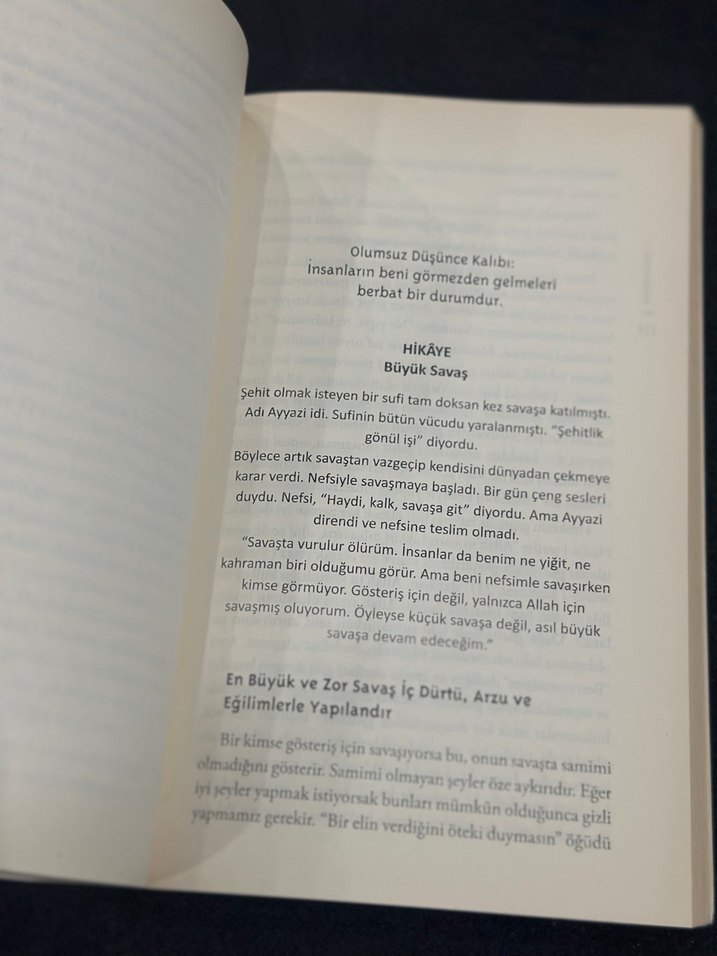 Olumsuz Düşünce Kalıbı:
İnsanların beni görmezden gelmeleri
berbat bir durumdur.
HİKÂYE
Büyük Savaş
Şehit olmak isteyen bir sufi tam doksan kez savaşa katılmıştı.
Adı Ayyazi idi. Sufinin bütün vücudu yaralanmıştı. “Şehitlik
gönül işi” diyordu.
Böylece artık savaştan vazgeçip kendisini dünyadan çekmeye
karar verdi. Nefsiyle savaşmaya başladı. Bir gün çeng sesleri
duydu. Nefsi, “Haydi, kalk, savaşa git” diyordu. Ama Ayyazi
direndi ve nefsine teslim olmadı.
“Savaşta vurulur ölürüm. İnsanlar da benim ne yiğit, ne
kahraman biri olduğumu görür. Ama beni nefsimle savaşırken
kimse görmüyor. Gösteriş için değil, yalnızca Allah için
savaşmış oluyorum. Öyleyse küçük savaşa değil, asıl büyük
savaşa devam edeceğim.”
En Büyük ve Zor Savaş İç Dürtü, Arzu ve
Eğilimlerle Yapılandır
Bir kimse gösteriş için savaşıyorsa bu, onun savaşta samimi
olmadığını gösterir. Samimi olmayan şeyler öze aykırıdır. Eğer
iyi şeyler yapmak istiyorsak bunları mümkün olduğunca gizli
yapmamız gerekir. “Bir elin verdiğini öteki duymasın” öğüdü